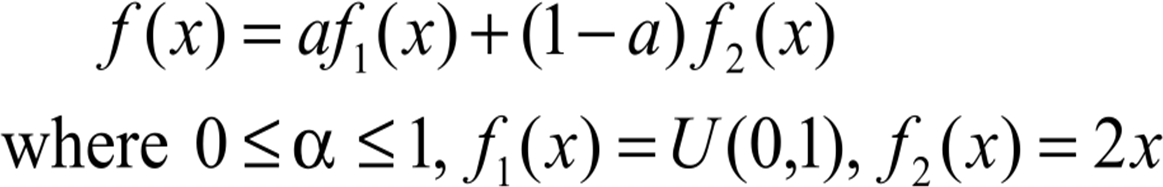 f(x) = af₁(x) + (1 − a)f₂(x)
where 0 ≤ α ≤ 1, f₁(x) = U(0,1), f₂(x) = 2x